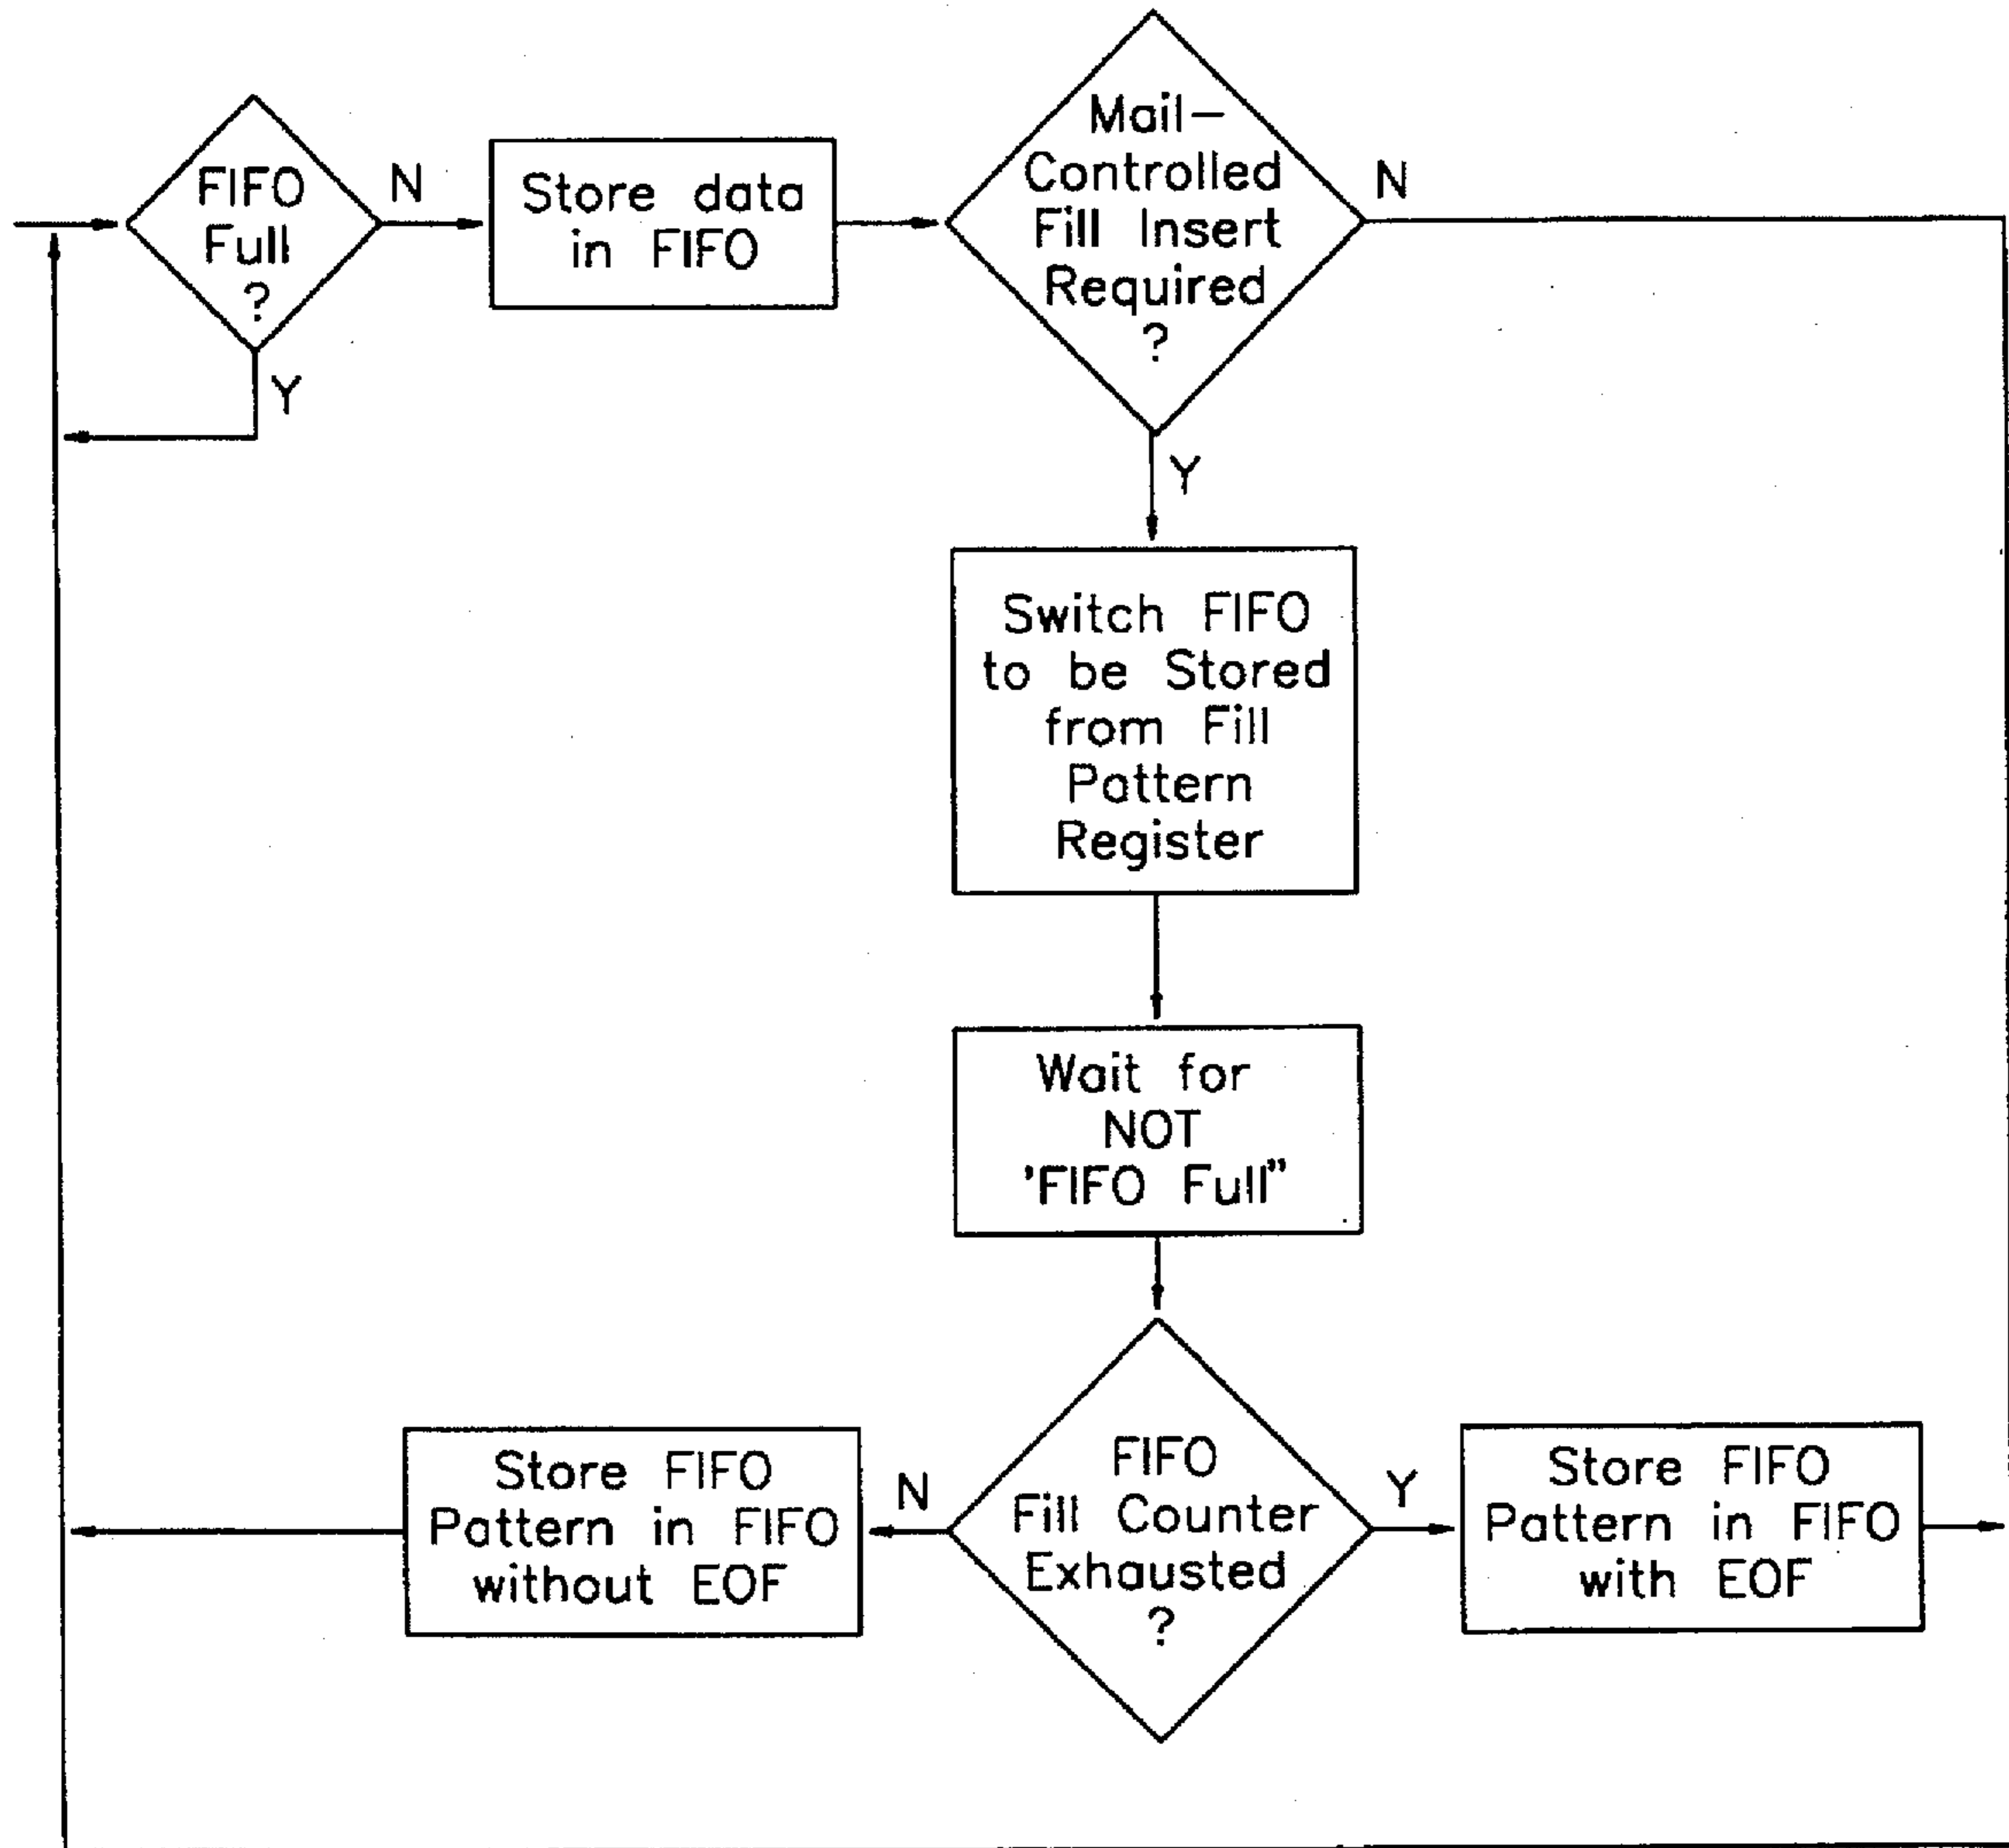 FIFO
Full
?
N
Y
Store data
in FIFO
Mail-
Controlled
Fill Insert
Required
?
N
Y
Switch FIFO
to be Stored
from Fill
Pattern
Register
Wait for
NOT
'FIFO Full"
FIFO
Fill Counter
Exhausted
?
N
Y
Store FIFO
Pattern in FIFO
without EOF
Store FIFO
Pattern in FIFO
with EOF